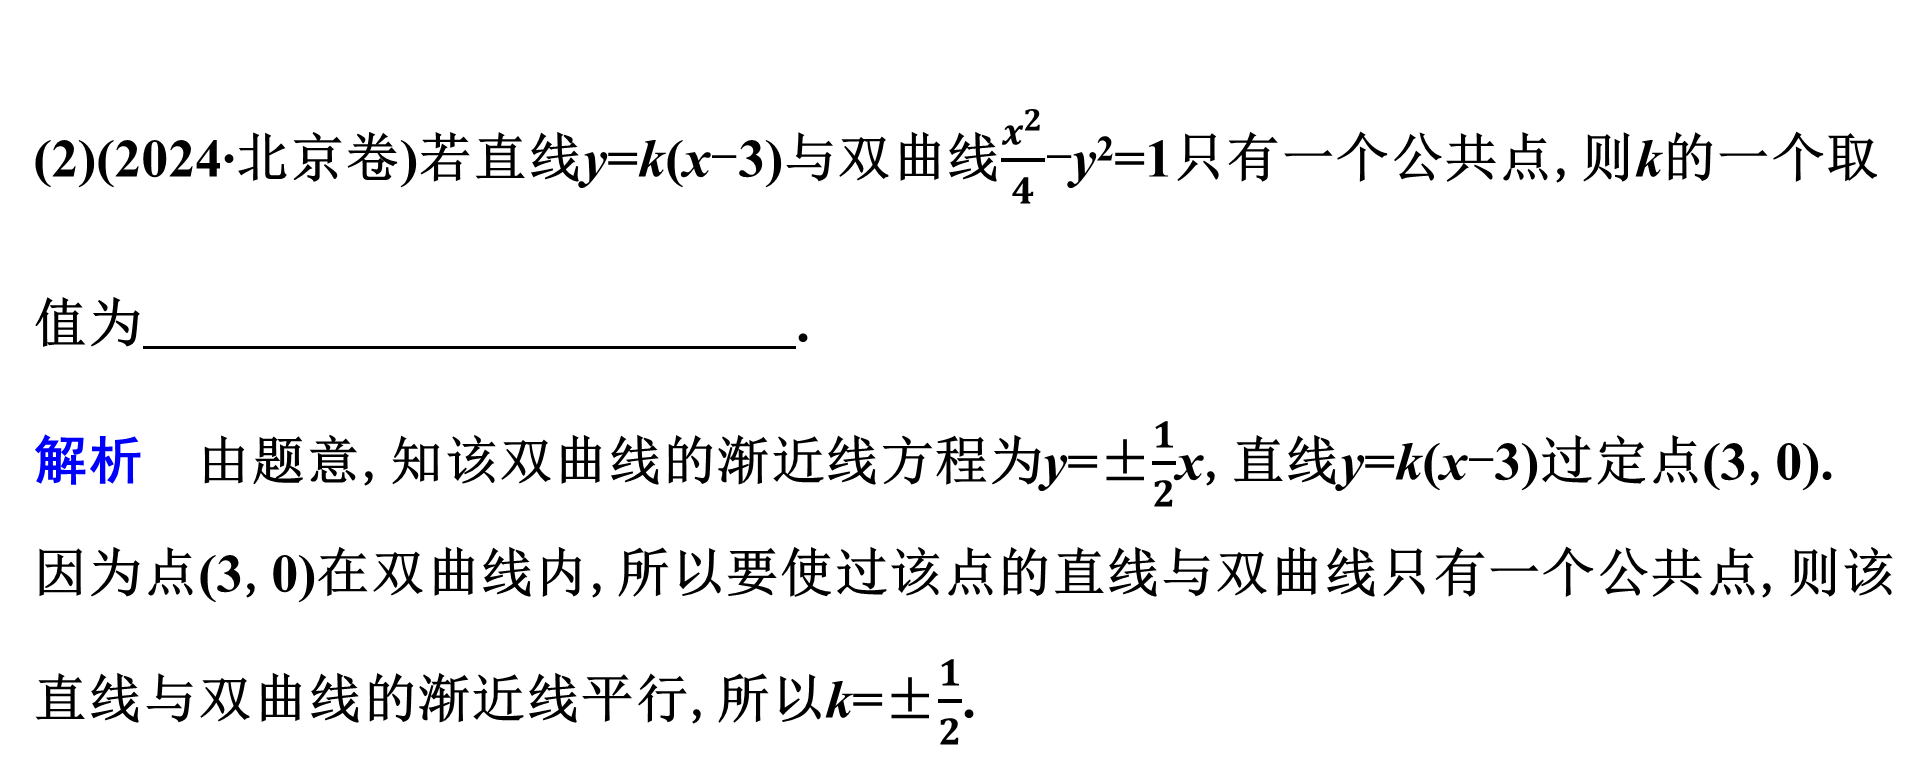 (2)(2024·北京卷)若直线y=k(x−3)与双曲线x²/4−y²=1只有一个公共点, 则k的一个取
值为____________________.
解析 由题意, 知该双曲线的渐近线方程为y=±1/2x, 直线y=k(x−3)过定点(3, 0).
因为点(3, 0)在双曲线内, 所以要使过该点的直线与双曲线只有一个公共点, 则该
直线与双曲线的渐近线平行, 所以k=±1/2.